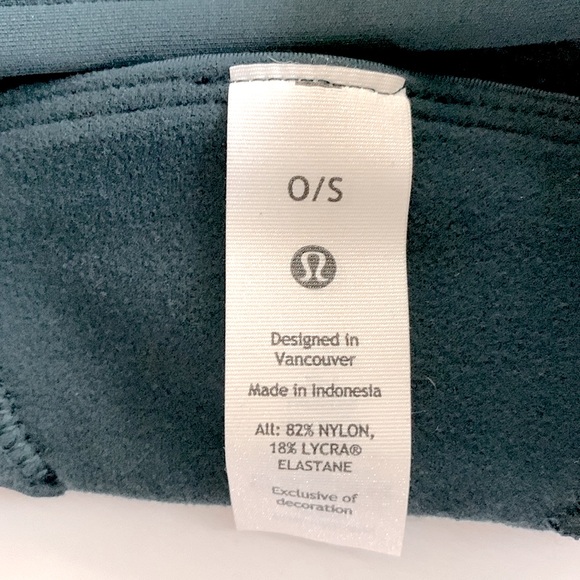 O/S
Designed in
Vancouver
Made in Indonesia
All: 82% NYLON,
18% LYCRA®
ELASTANE
Exclusive of
decoration